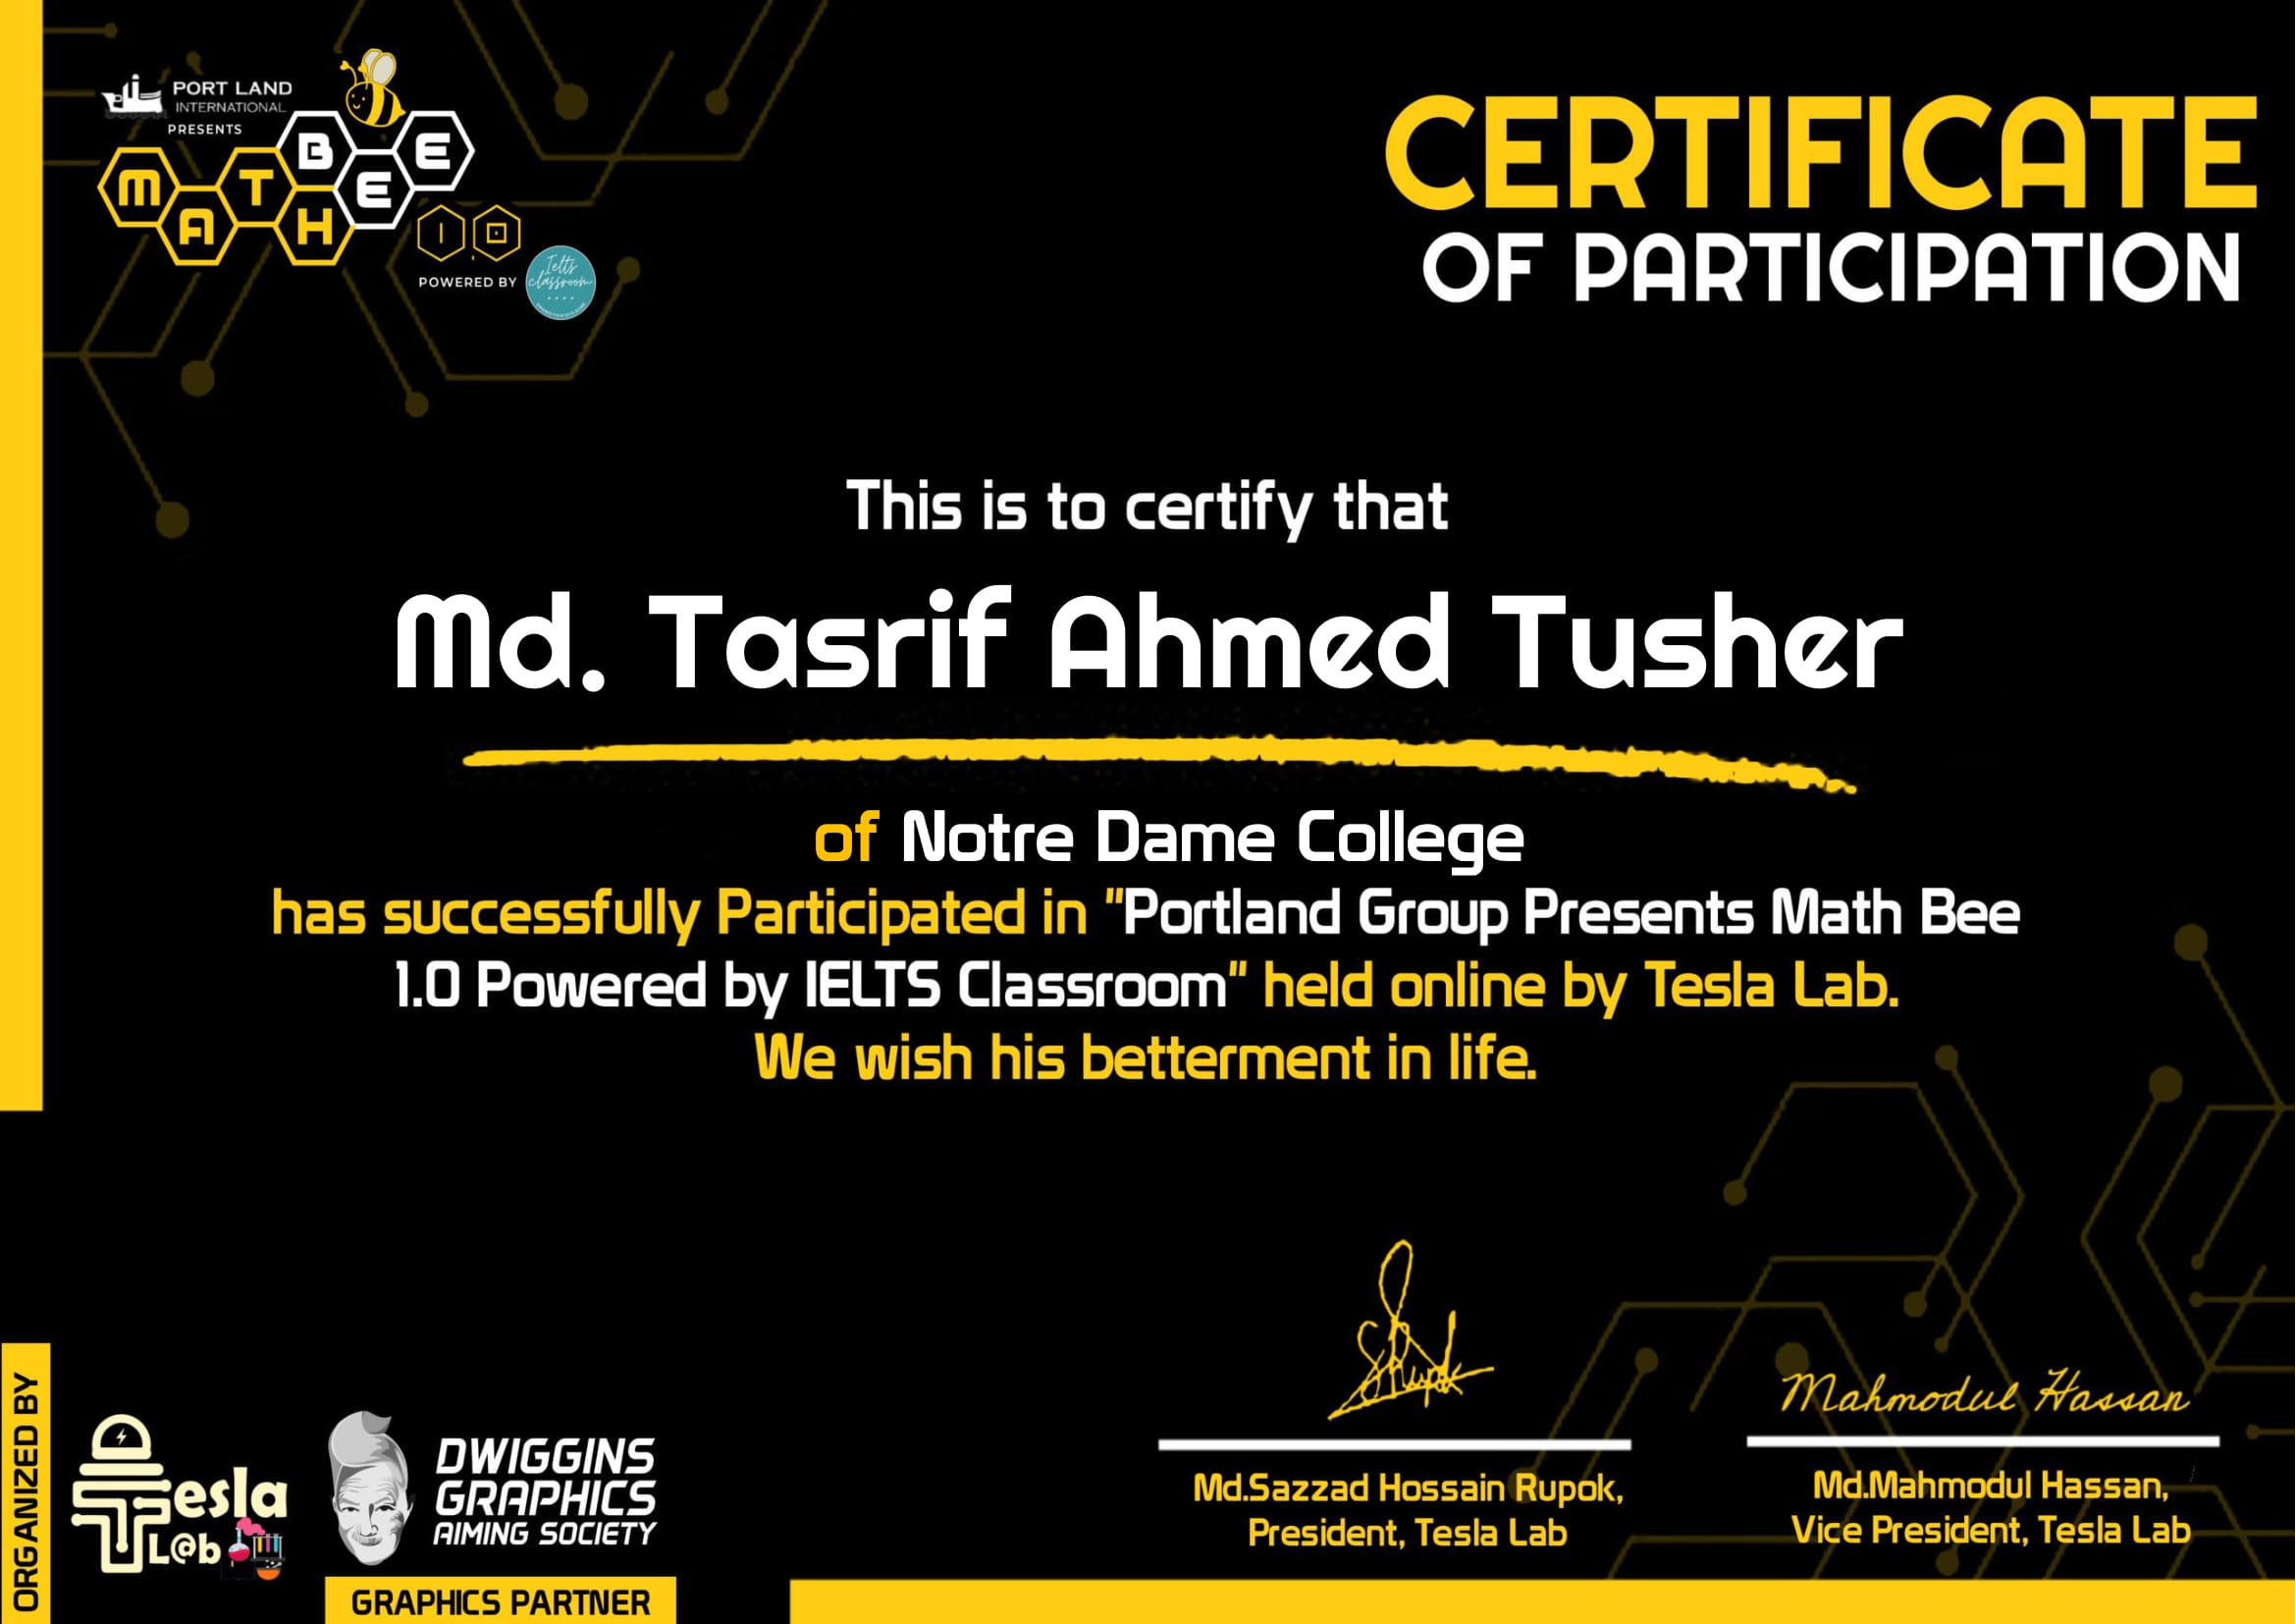 PORT LAND
INTERNATIONAL
PRESENTS
MATH BEE
1.0
POWERED BY
Ielts
classroom
CERTIFICATE
OF PARTICIPATION
This is to certify that
Md. Tasrif Ahmed Tusher
of Notre Dame College
has successfully Participated in "Portland Group Presents Math Bee
1.0 Powered by IELTS Classroom" held online by Tesla Lab.
We wish his betterment in life.
ORGANIZED BY
Tesla
L@b
DWIGGINS
GRAPHICS
AIMING SOCIETY
GRAPHICS PARTNER
Md.Sazzad Hossain Rupok,
President, Tesla Lab
Mahmodul Hassan
Md.Mahmodul Hassan,
Vice President, Tesla Lab